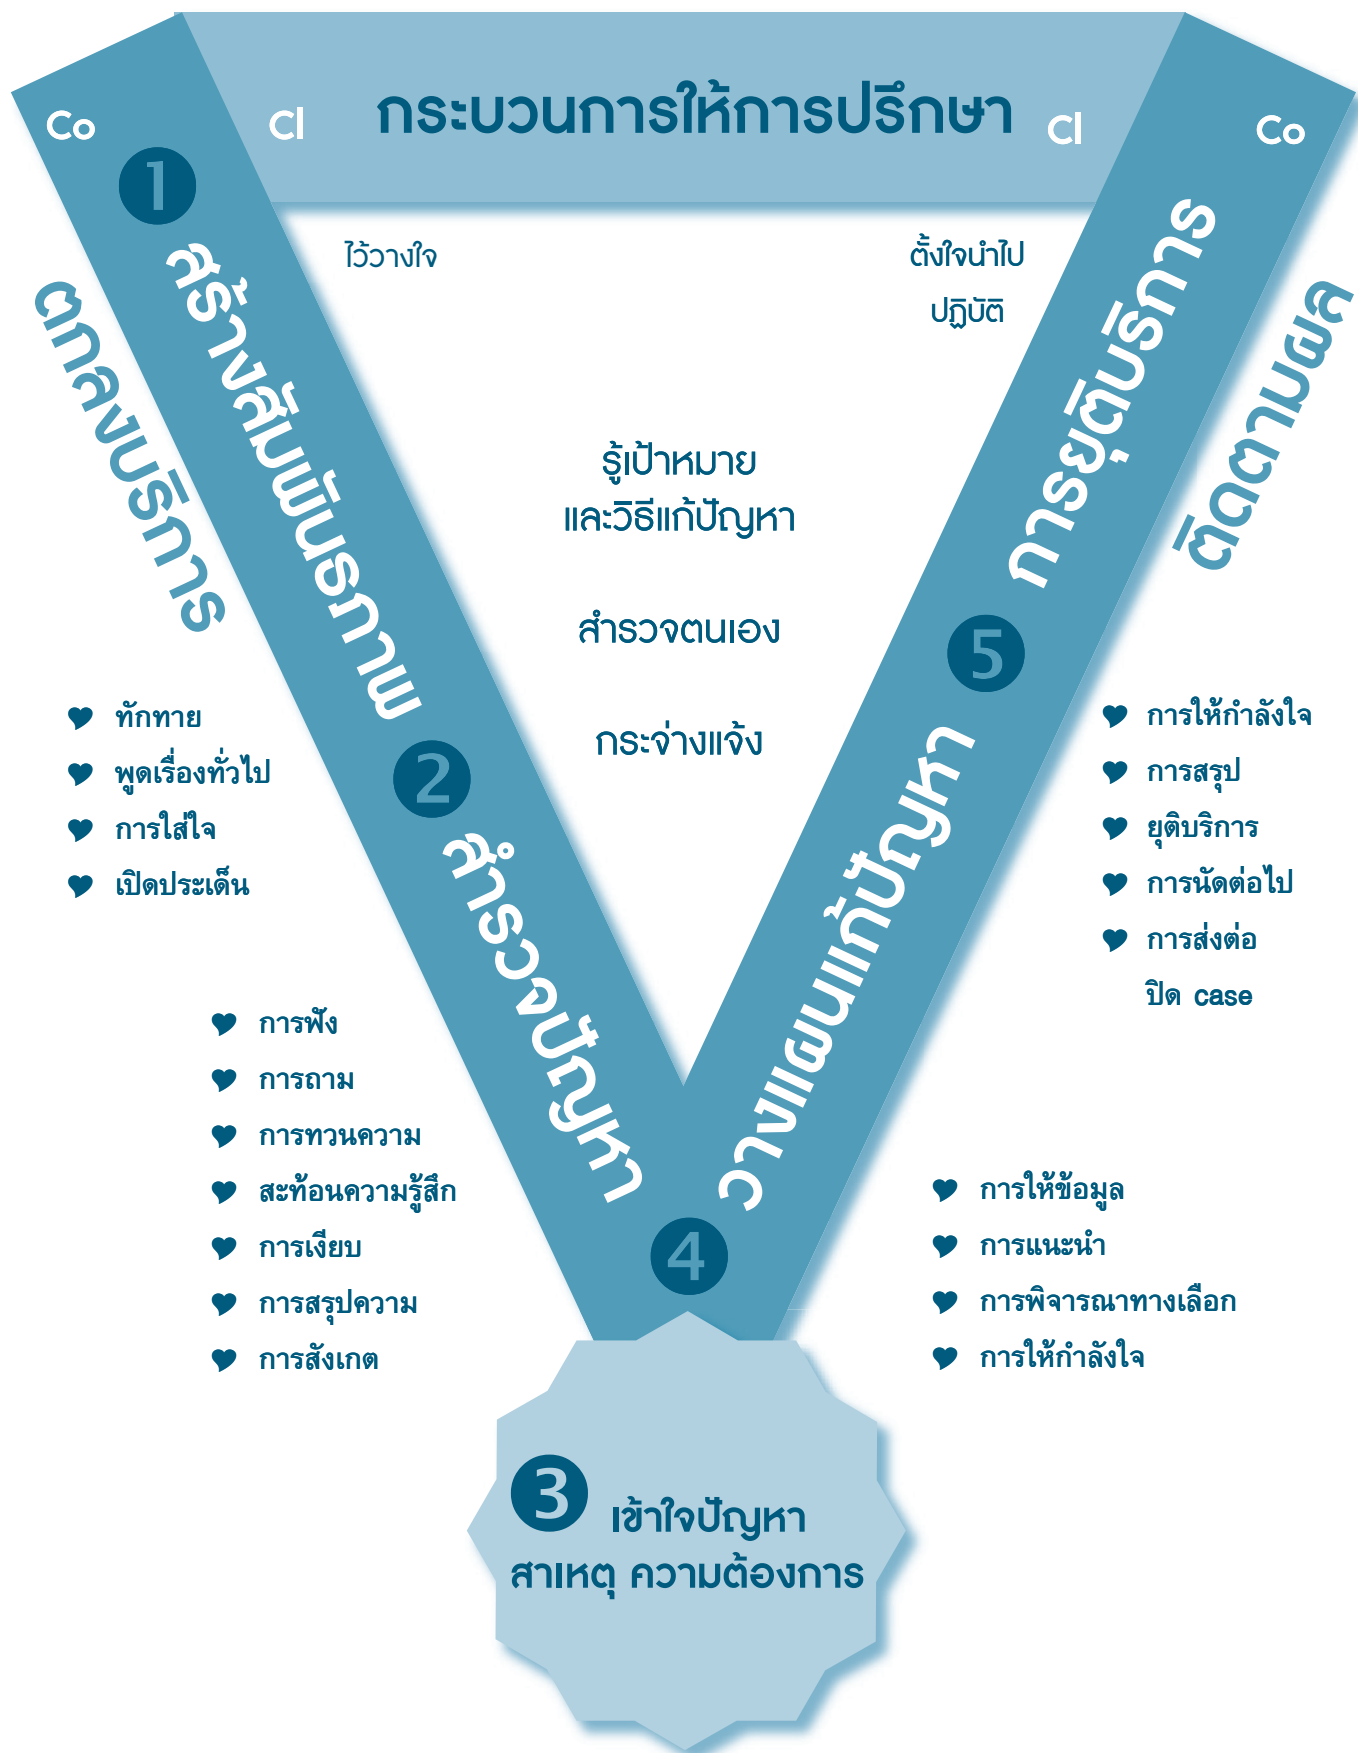 กระบวนการให้การปรึกษา
Co
Cl
Cl
Co
1
สร้างสัมพันธภาพ
ตกลงบริการ
ไว้วางใจ
ตั้งใจนำไป
ปฏิบัติ
การยุติบริการ
ติดตามผล
รู้เป้าหมาย
และวิธีแก้ปัญหา
สำรวจตนเอง
กระจ่างแจ้ง
5
ทักทาย
พูดเรื่องทั่วไป
การใส่ใจ
เปิดประเด็น
2
สำรวจปัญหา
วางแผนแก้ปัญหา
การให้กำลังใจ
การสรุป
ยุติบริการ
การนัดต่อไป
การส่งต่อ
ปิด case
การฟัง
การถาม
การทวนความ
สะท้อนความรู้สึก
การเงียบ
การสรุปความ
การสังเกต
4
การให้ข้อมูล
การแนะนำ
การพิจารณาทางเลือก
การให้กำลังใจ
3
เข้าใจปัญหา
สาเหตุ ความต้องการ